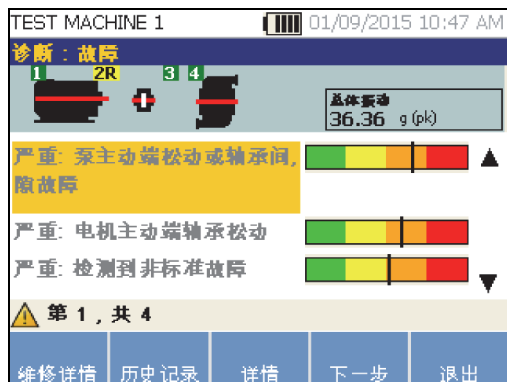 TEST MACHINE 1 01/09/2015 10:47 AM
诊断：故障
1 2R 3 4
总体振动
36.36 g (pk)
严重: 泵主动端松动或轴承间,
隙故障
严重: 电机主动端轴承松动
严重: 检测到非标准故障
第 1 , 共 4
维修详情 历史记录 详情 下一步 退出